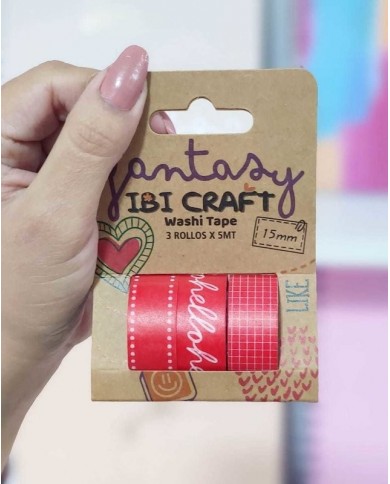 fantasy
IBI CRAFT
Washi Tape
3 ROLLOS X 5MT
15mm
hello
LIKE